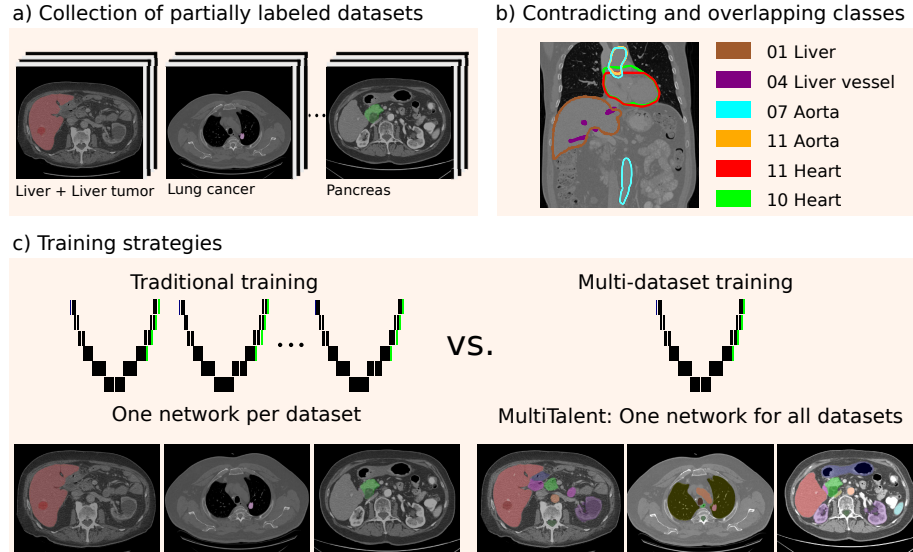 a) Collection of partially labeled datasets
Liver + Liver tumor
Lung cancer
...
Pancreas
b) Contradicting and overlapping classes
01 Liver
04 Liver vessel
07 Aorta
11 Aorta
11 Heart
10 Heart
c) Training strategies
Traditional training
...
One network per dataset
vs.
Multi-dataset training
MultiTalent: One network for all datasets